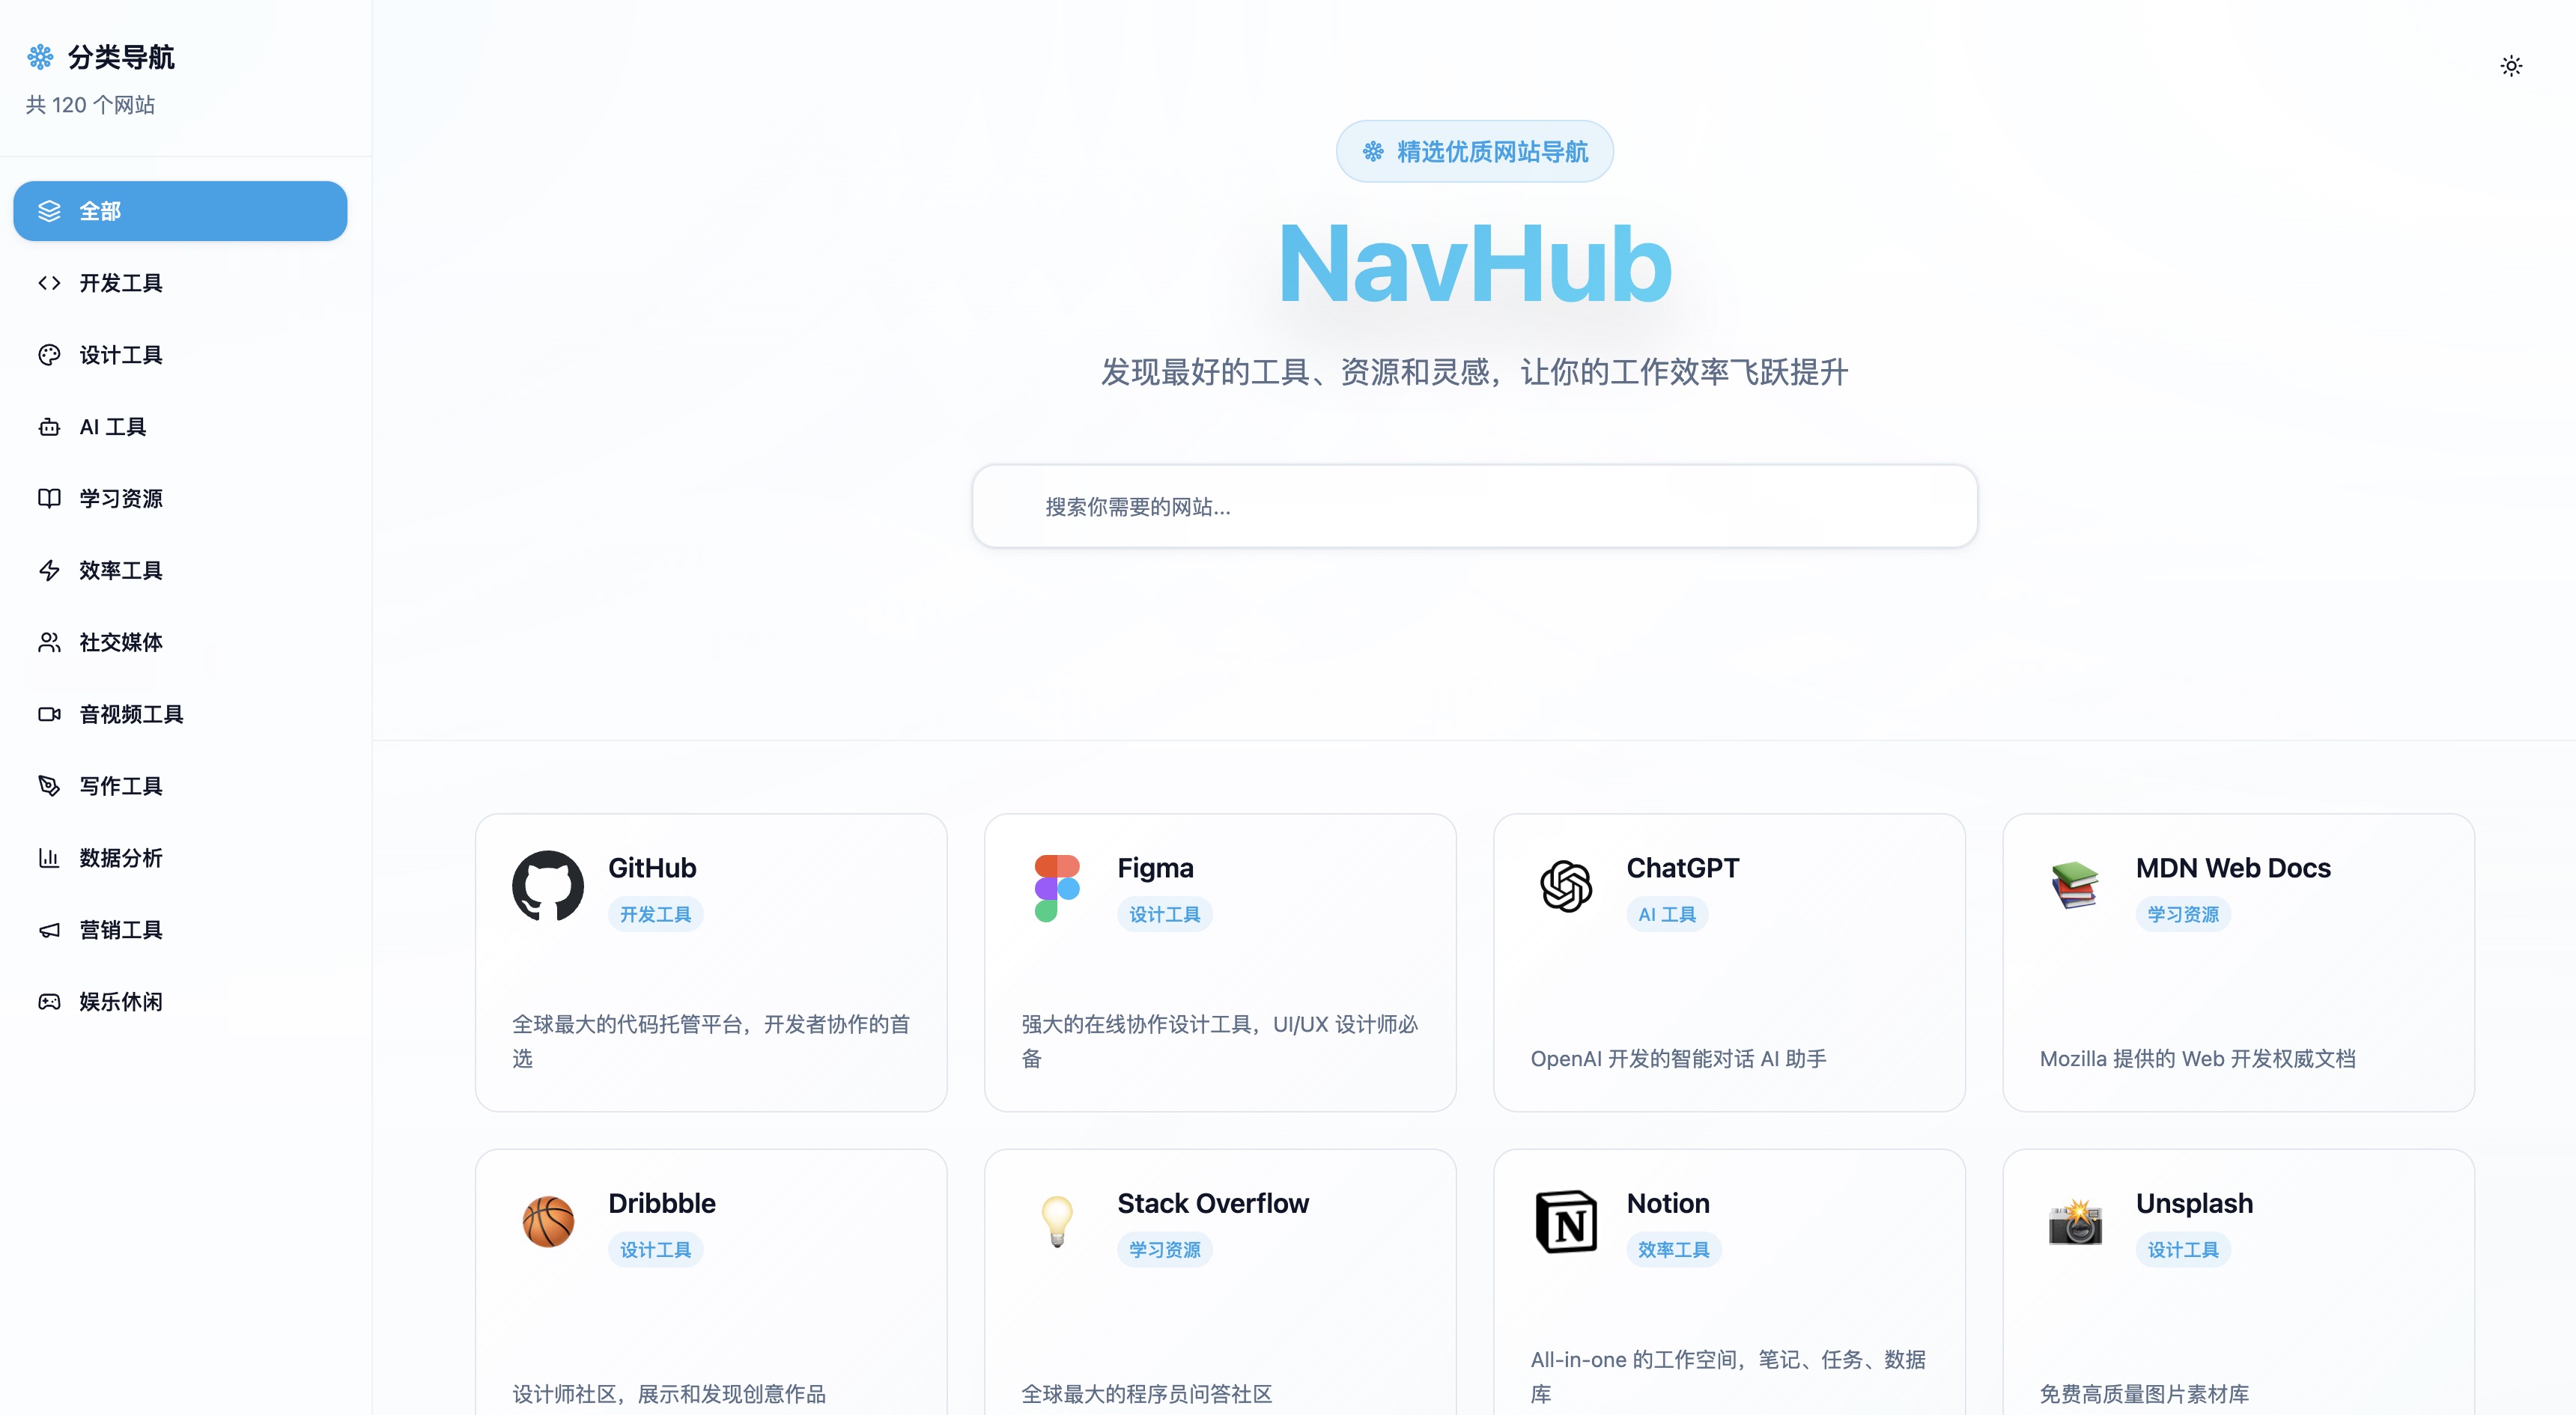 分类导航
共 120 个网站
全部
开发工具
设计工具
AI 工具
学习资源
效率工具
社交媒体
音视频工具
写作工具
数据分析
营销工具
娱乐休闲
精选优质网站导航
NavHub
发现最好的工具、资源和灵感，让你的工作效率飞跃提升
搜索你需要的网站...
GitHub
开发工具
全球最大的代码托管平台，开发者协作的首
选
Figma
设计工具
强大的在线协作设计工具，UI/UX 设计师必
备
ChatGPT
AI 工具
OpenAI 开发的智能对话 AI 助手
MDN Web Docs
学习资源
Mozilla 提供的 Web 开发权威文档
Dribbble
设计工具
设计师社区，展示和发现创意作品
Stack Overflow
学习资源
全球最大的程序员问答社区
Notion
效率工具
All-in-one 的工作空间，笔记、任务、数据
库
Unsplash
设计工具
免费高质量图片素材库